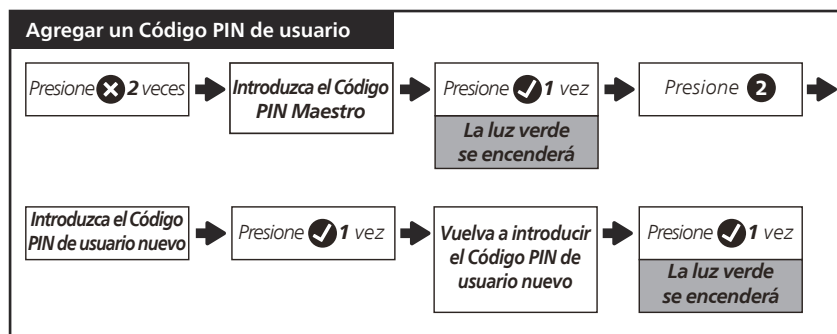 Agregar un Código PIN de usuario
Presione ✖ 2 veces
Introduzca el Código
PIN Maestro
Presione ✔ 1 vez
La luz verde
se encenderá
Presione 2
Introduzca el Código
PIN de usuario nuevo
Presione ✔ 1 vez
Vuelva a introducir
el Código PIN de
usuario nuevo
Presione ✔ 1 vez
La luz verde
se encenderá